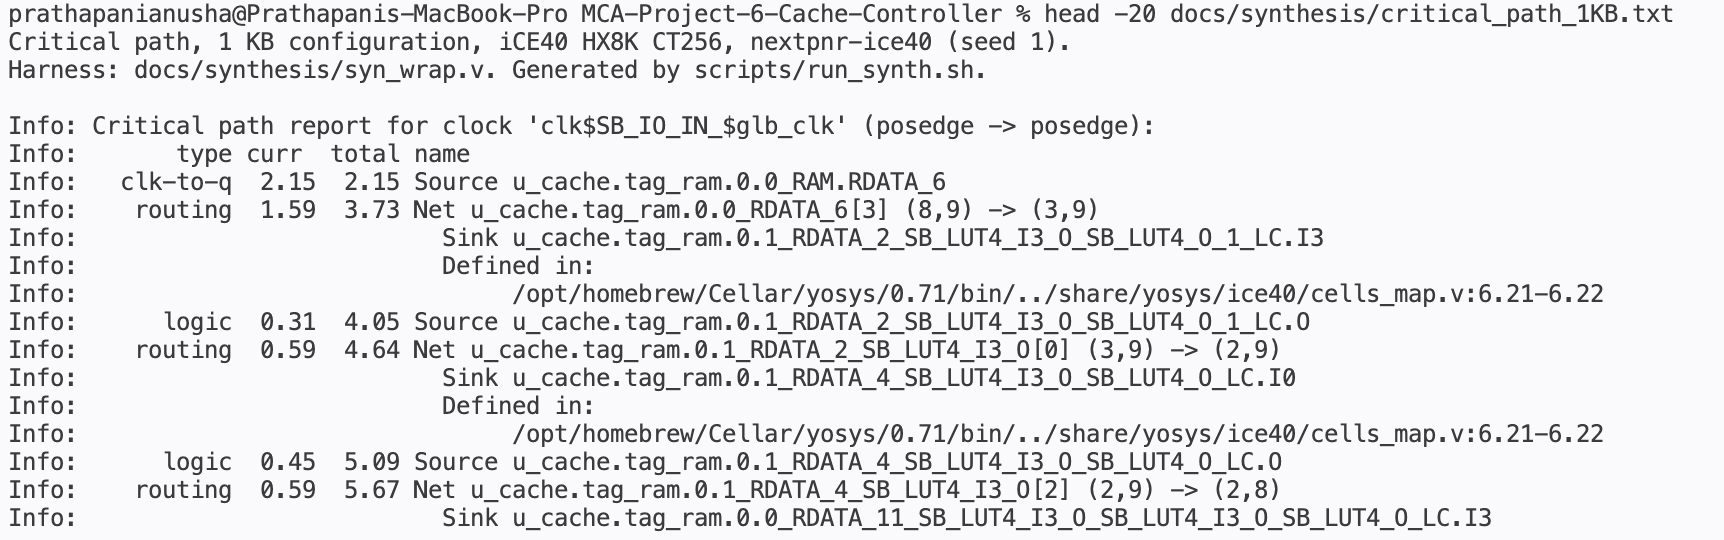 prathapanianusha@Prathapanis-MacBook-Pro MCA-Project-6-Cache-Controller % head -20 docs/synthesis/critical_path_1KB.txt
Critical path, 1 KB configuration, iCE40 HX8K CT256, nextpnr-ice40 (seed 1).
Harness: docs/synthesis/syn_wrap.v. Generated by scripts/run_synth.sh.

Info: Critical path report for clock 'clk$SB_IO_IN_$glb_clk' (posedge -> posedge):
Info:       type curr  total name
Info:   clk-to-q  2.15  2.15 Source u_cache.tag_ram.0.0_RAM.RDATA_6
Info:    routing  1.59  3.73 Net u_cache.tag_ram.0.0_RDATA_6[3] (8,9) -> (3,9)
Info:                          Sink u_cache.tag_ram.0.1_RDATA_2_SB_LUT4_I3_O_SB_LUT4_O_1_LC.I3
Info:                          Defined in:
Info:                               /opt/homebrew/Cellar/yosys/0.71/bin/../share/yosys/ice40/cells_map.v:6.21-6.22
Info:      logic  0.31  4.05 Source u_cache.tag_ram.0.1_RDATA_2_SB_LUT4_I3_O_SB_LUT4_O_1_LC.O
Info:    routing  0.59  4.64 Net u_cache.tag_ram.0.1_RDATA_2_SB_LUT4_I3_O[0] (3,9) -> (2,9)
Info:                          Sink u_cache.tag_ram.0.1_RDATA_4_SB_LUT4_I3_O_SB_LUT4_O_LC.I0
Info:                          Defined in:
Info:                               /opt/homebrew/Cellar/yosys/0.71/bin/../share/yosys/ice40/cells_map.v:6.21-6.22
Info:      logic  0.45  5.09 Source u_cache.tag_ram.0.1_RDATA_4_SB_LUT4_I3_O_SB_LUT4_O_LC.O
Info:    routing  0.59  5.67 Net u_cache.tag_ram.0.1_RDATA_4_SB_LUT4_I3_O[2] (2,9) -> (2,8)
Info:                          Sink u_cache.tag_ram.0.0_RDATA_11_SB_LUT4_I3_O_SB_LUT4_I3_O_SB_LUT4_O_LC.I3